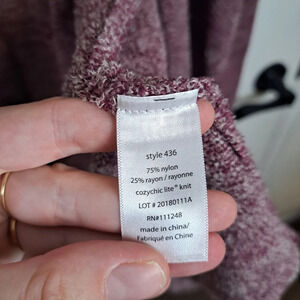 style 436
75% nylon
25% rayon / rayonne
cozychic lite® knit
LOT # 20180111A
RN#111248
made in china/
Fabriqué en Chine